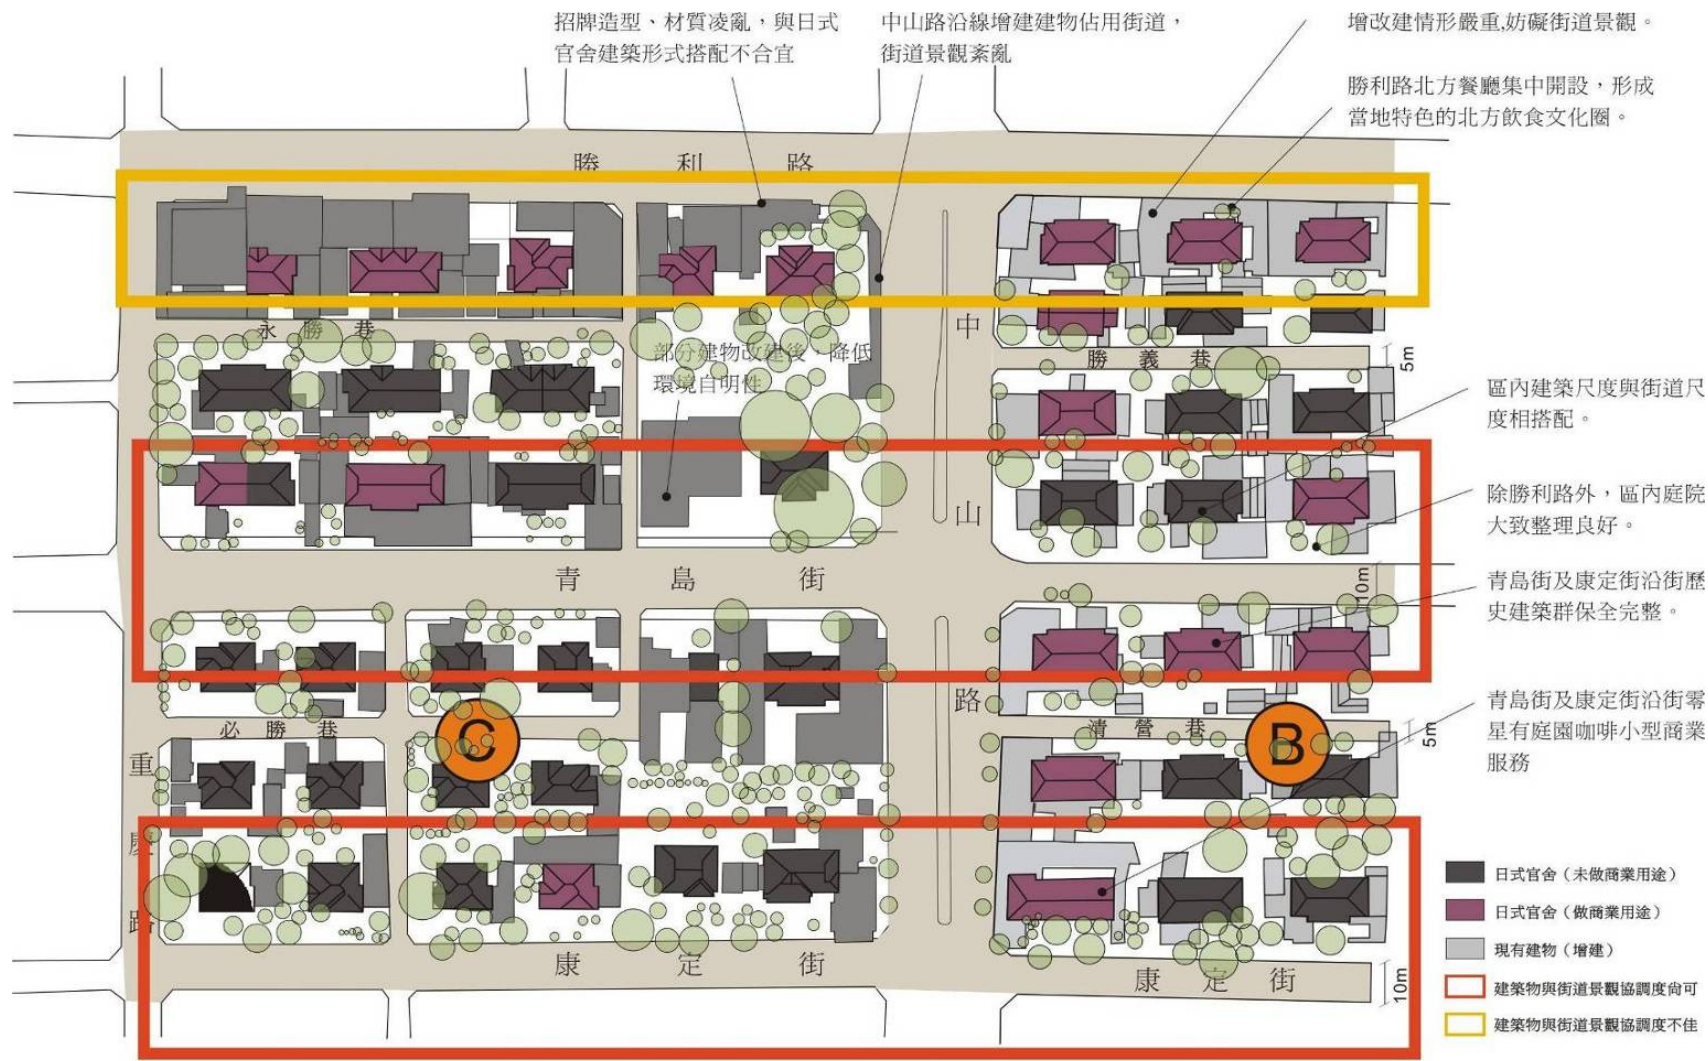 招牌造型、材質凌亂，與日式
官舍建築形式搭配不合宜
中山路沿線增建建物佔用街道，
街道景觀紊亂
增改建情形嚴重,妨礙街道景觀。
勝利路北方餐廳集中開設，形成
當地特色的北方飲食文化圈。
勝利路
永勝巷
中山路
勝義巷
5m
部分建物改建後，降低
環境自明性
區內建築尺度與街道尺
度相搭配。
除勝利路外，區內庭院
大致整理良好。
青島街
10m
青島街及康定街沿街歷
史建築群保全完整。
青島街及康定街沿街零
星有庭園咖啡小型商業
服務
必勝巷
C
清營巷
B
5m
重慶路
康定街
康定街
10m
日式官舍（未做商業用途）
日式官舍（做商業用途）
現有建物（增建）
建築物與街道景觀協調度尚可
建築物與街道景觀協調度不佳